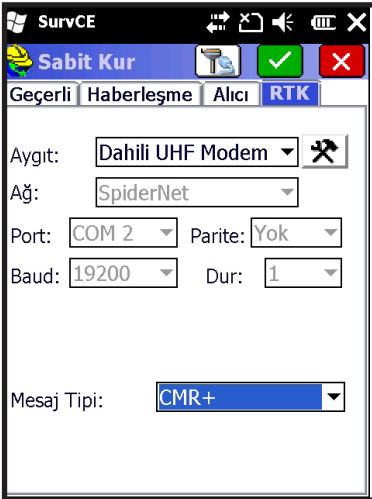 SurvCE
Sabit Kur
Geçerli Haberleşme Alıcı RTK
Aygıt: Dahili UHF Modem
Ağ: SpiderNet
Port: COM 2 Parite: Yok
Baud: 19200 Dur: 1
Mesaj Tipi: CMR+